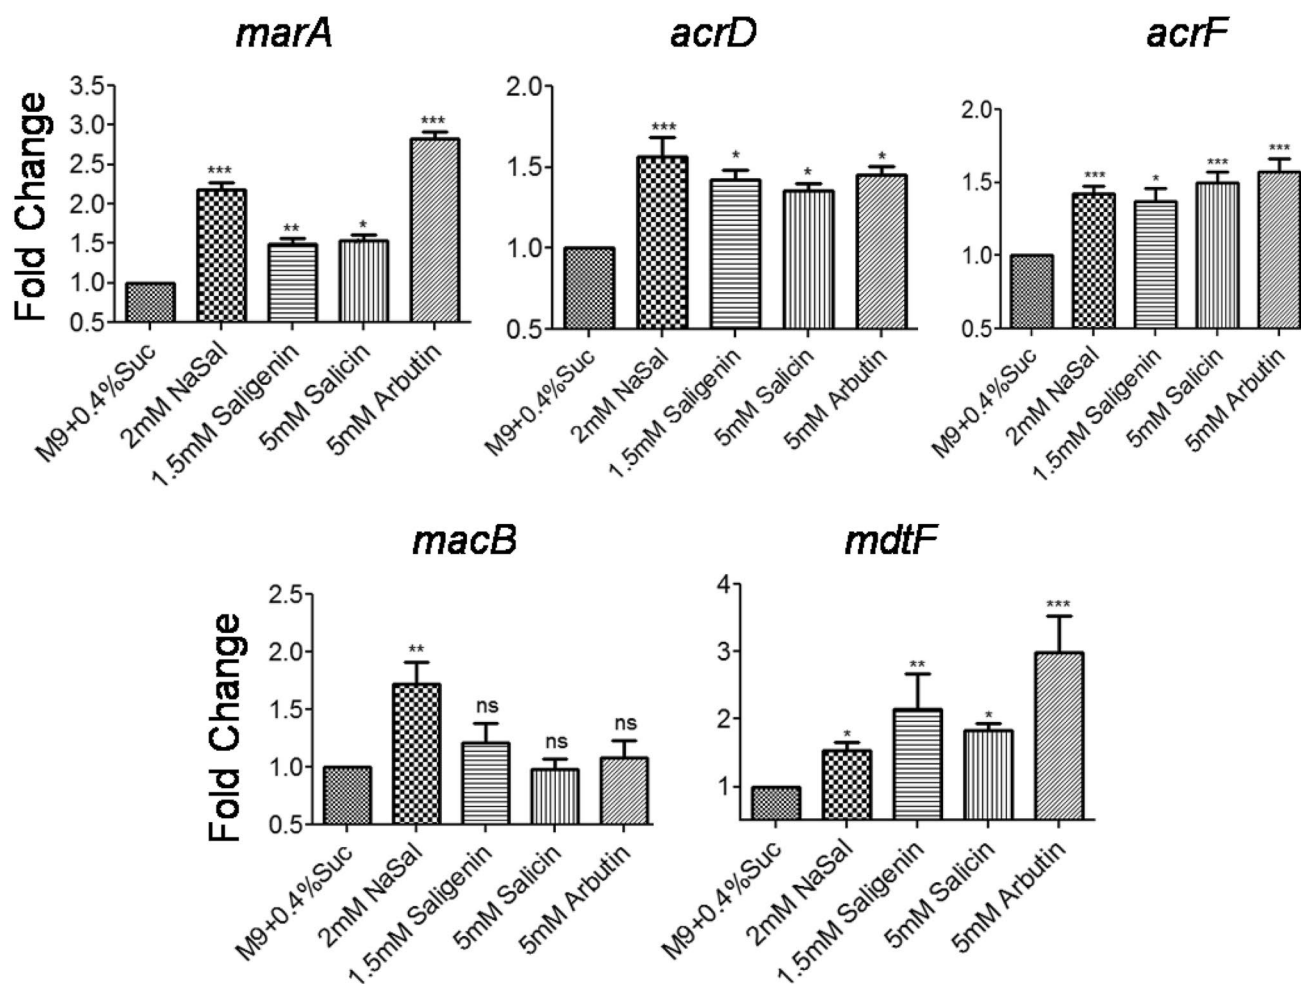 marA
acrD
acrF
Fold Change
3.5
3.0
2.5
2.0
1.5
1.0
0.5
***
**
*
***
M9+0.4%Suc
2mM NaSal
1.5mM Saligenin
5mM Salicin
5mM Arbutin
2.0
1.5
1.0
0.5
***
*
*
*
M9+0.4%Suc
2mM NaSal
1.5mM Saligenin
5mM Salicin
5mM Arbutin
2.0
1.5
1.0
0.5
***
*
***
***
M9+0.4%Suc
2mM NaSal
1.5mM Saligenin
5mM Salicin
5mM Arbutin
macB
mdtF
Fold Change
2.5
2.0
1.5
1.0
0.5
**
ns
ns
ns
M9+0.4%Suc
2mM NaSal
1.5mM Saligenin
5mM Salicin
5mM Arbutin
4
3
2
1
*
**
*
***
M9+0.4%Suc
2mM NaSal
1.5mM Saligenin
5mM Salicin
5mM Arbutin